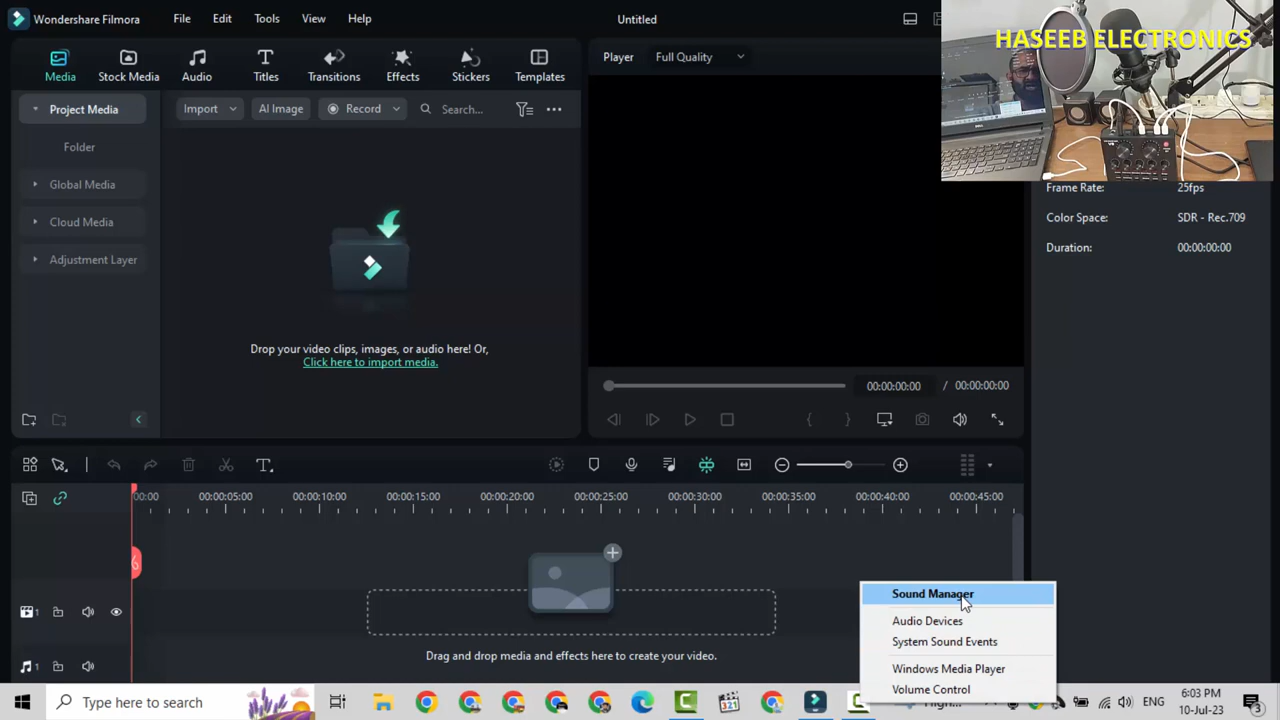 Wondershare Filmora
File
Edit
Tools
View
Help
Untitled
HASEEB ELECTRONICS
Media
Stock Media
Audio
Titles
Transitions
Effects
Stickers
Templates
Player
Full Quality
Project Media
Folder
Global Media
Cloud Media
Adjustment Layer
Import
AI Image
Record
Search...
Drop your video clips, images, or audio here! Or,
Click here to import media.
Frame Rate:
25fps
Color Space:
SDR - Rec.709
Duration:
00:00:00:00
00:00:00:00
/
00:00:00:00
00:00
00:00:05:00
00:00:10:00
00:00:15:00
00:00:20:00
00:00:25:00
00:00:30:00
00:00:35:00
00:00:40:00
00:00:45:00
1
1
Drag and drop media and effects here to create your video.
Sound Manager
Audio Devices
System Sound Events
Windows Media Player
Volume Control
Type here to search
321
High...
ENG
6:03 PM
10-Jul-23
3